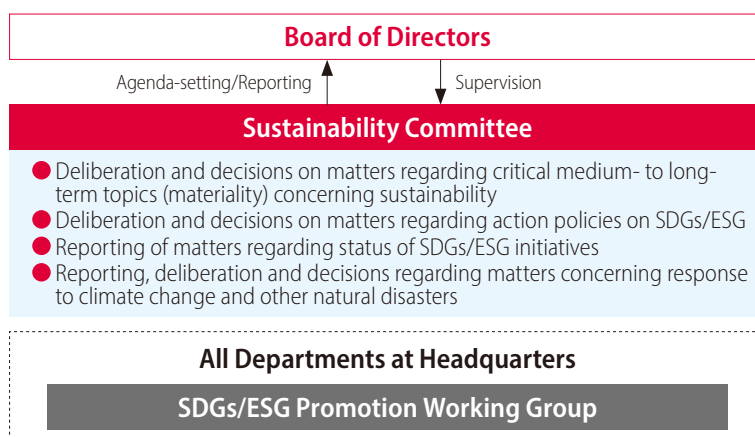 Board of Directors
Agenda-setting/Reporting Supervision
Sustainability Committee
● Deliberation and decisions on matters regarding critical medium- to long-
term topics (materiality) concerning sustainability
● Deliberation and decisions on matters regarding action policies on SDGs/ESG
● Reporting of matters regarding status of SDGs/ESG initiatives
● Reporting, deliberation and decisions regarding matters concerning response
to climate change and other natural disasters
All Departments at Headquarters
SDGs/ESG Promotion Working Group